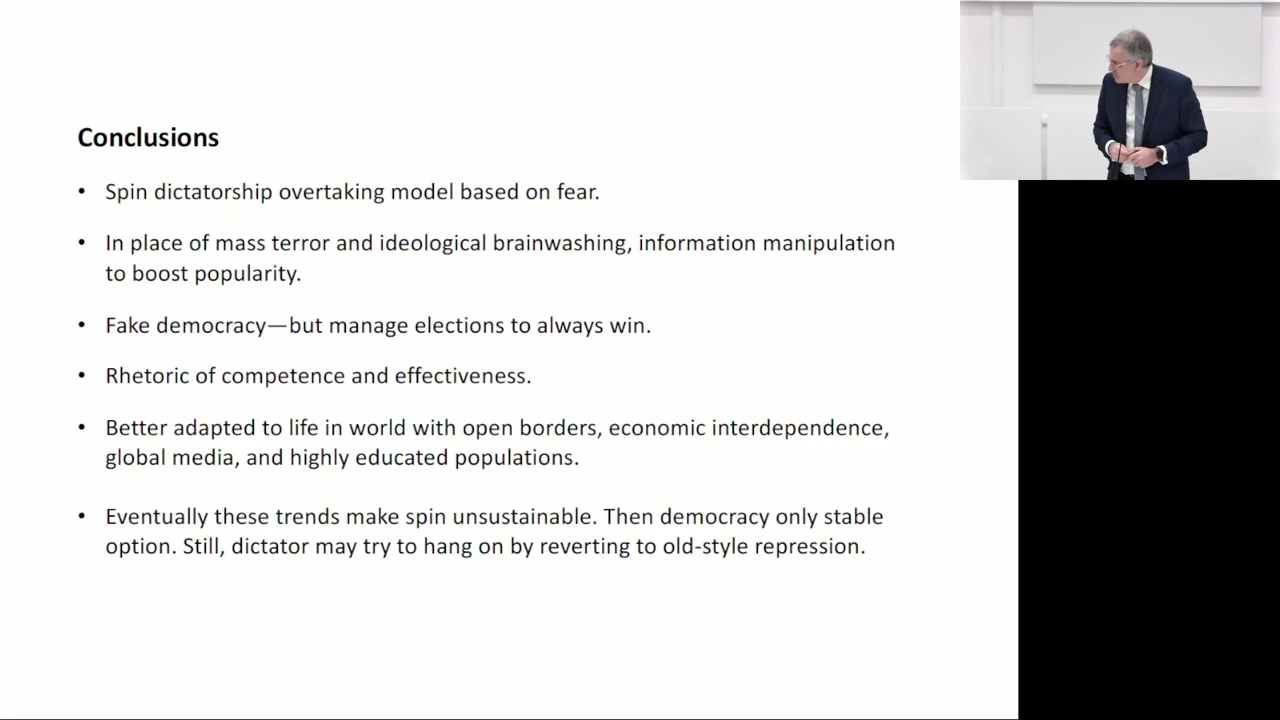 Conclusions
• Spin dictatorship overtaking model based on fear.
• In place of mass terror and ideological brainwashing, information manipulation
to boost popularity.
• Fake democracy—but manage elections to always win.
• Rhetoric of competence and effectiveness.
• Better adapted to life in world with open borders, economic interdependence,
global media, and highly educated populations.
• Eventually these trends make spin unsustainable. Then democracy only stable
option. Still, dictator may try to hang on by reverting to old-style repression.